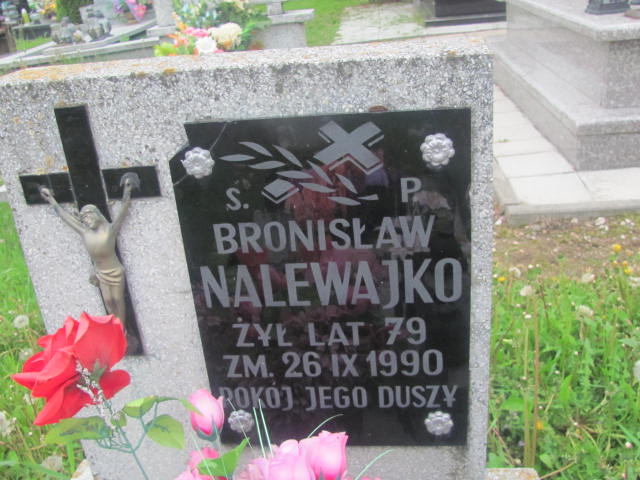 S. P.
BRONISŁAW
NALEWAJKO
ŻYŁ LAT 79
ZM. 26 IX 1990
POKÓJ JEGO DUSZY